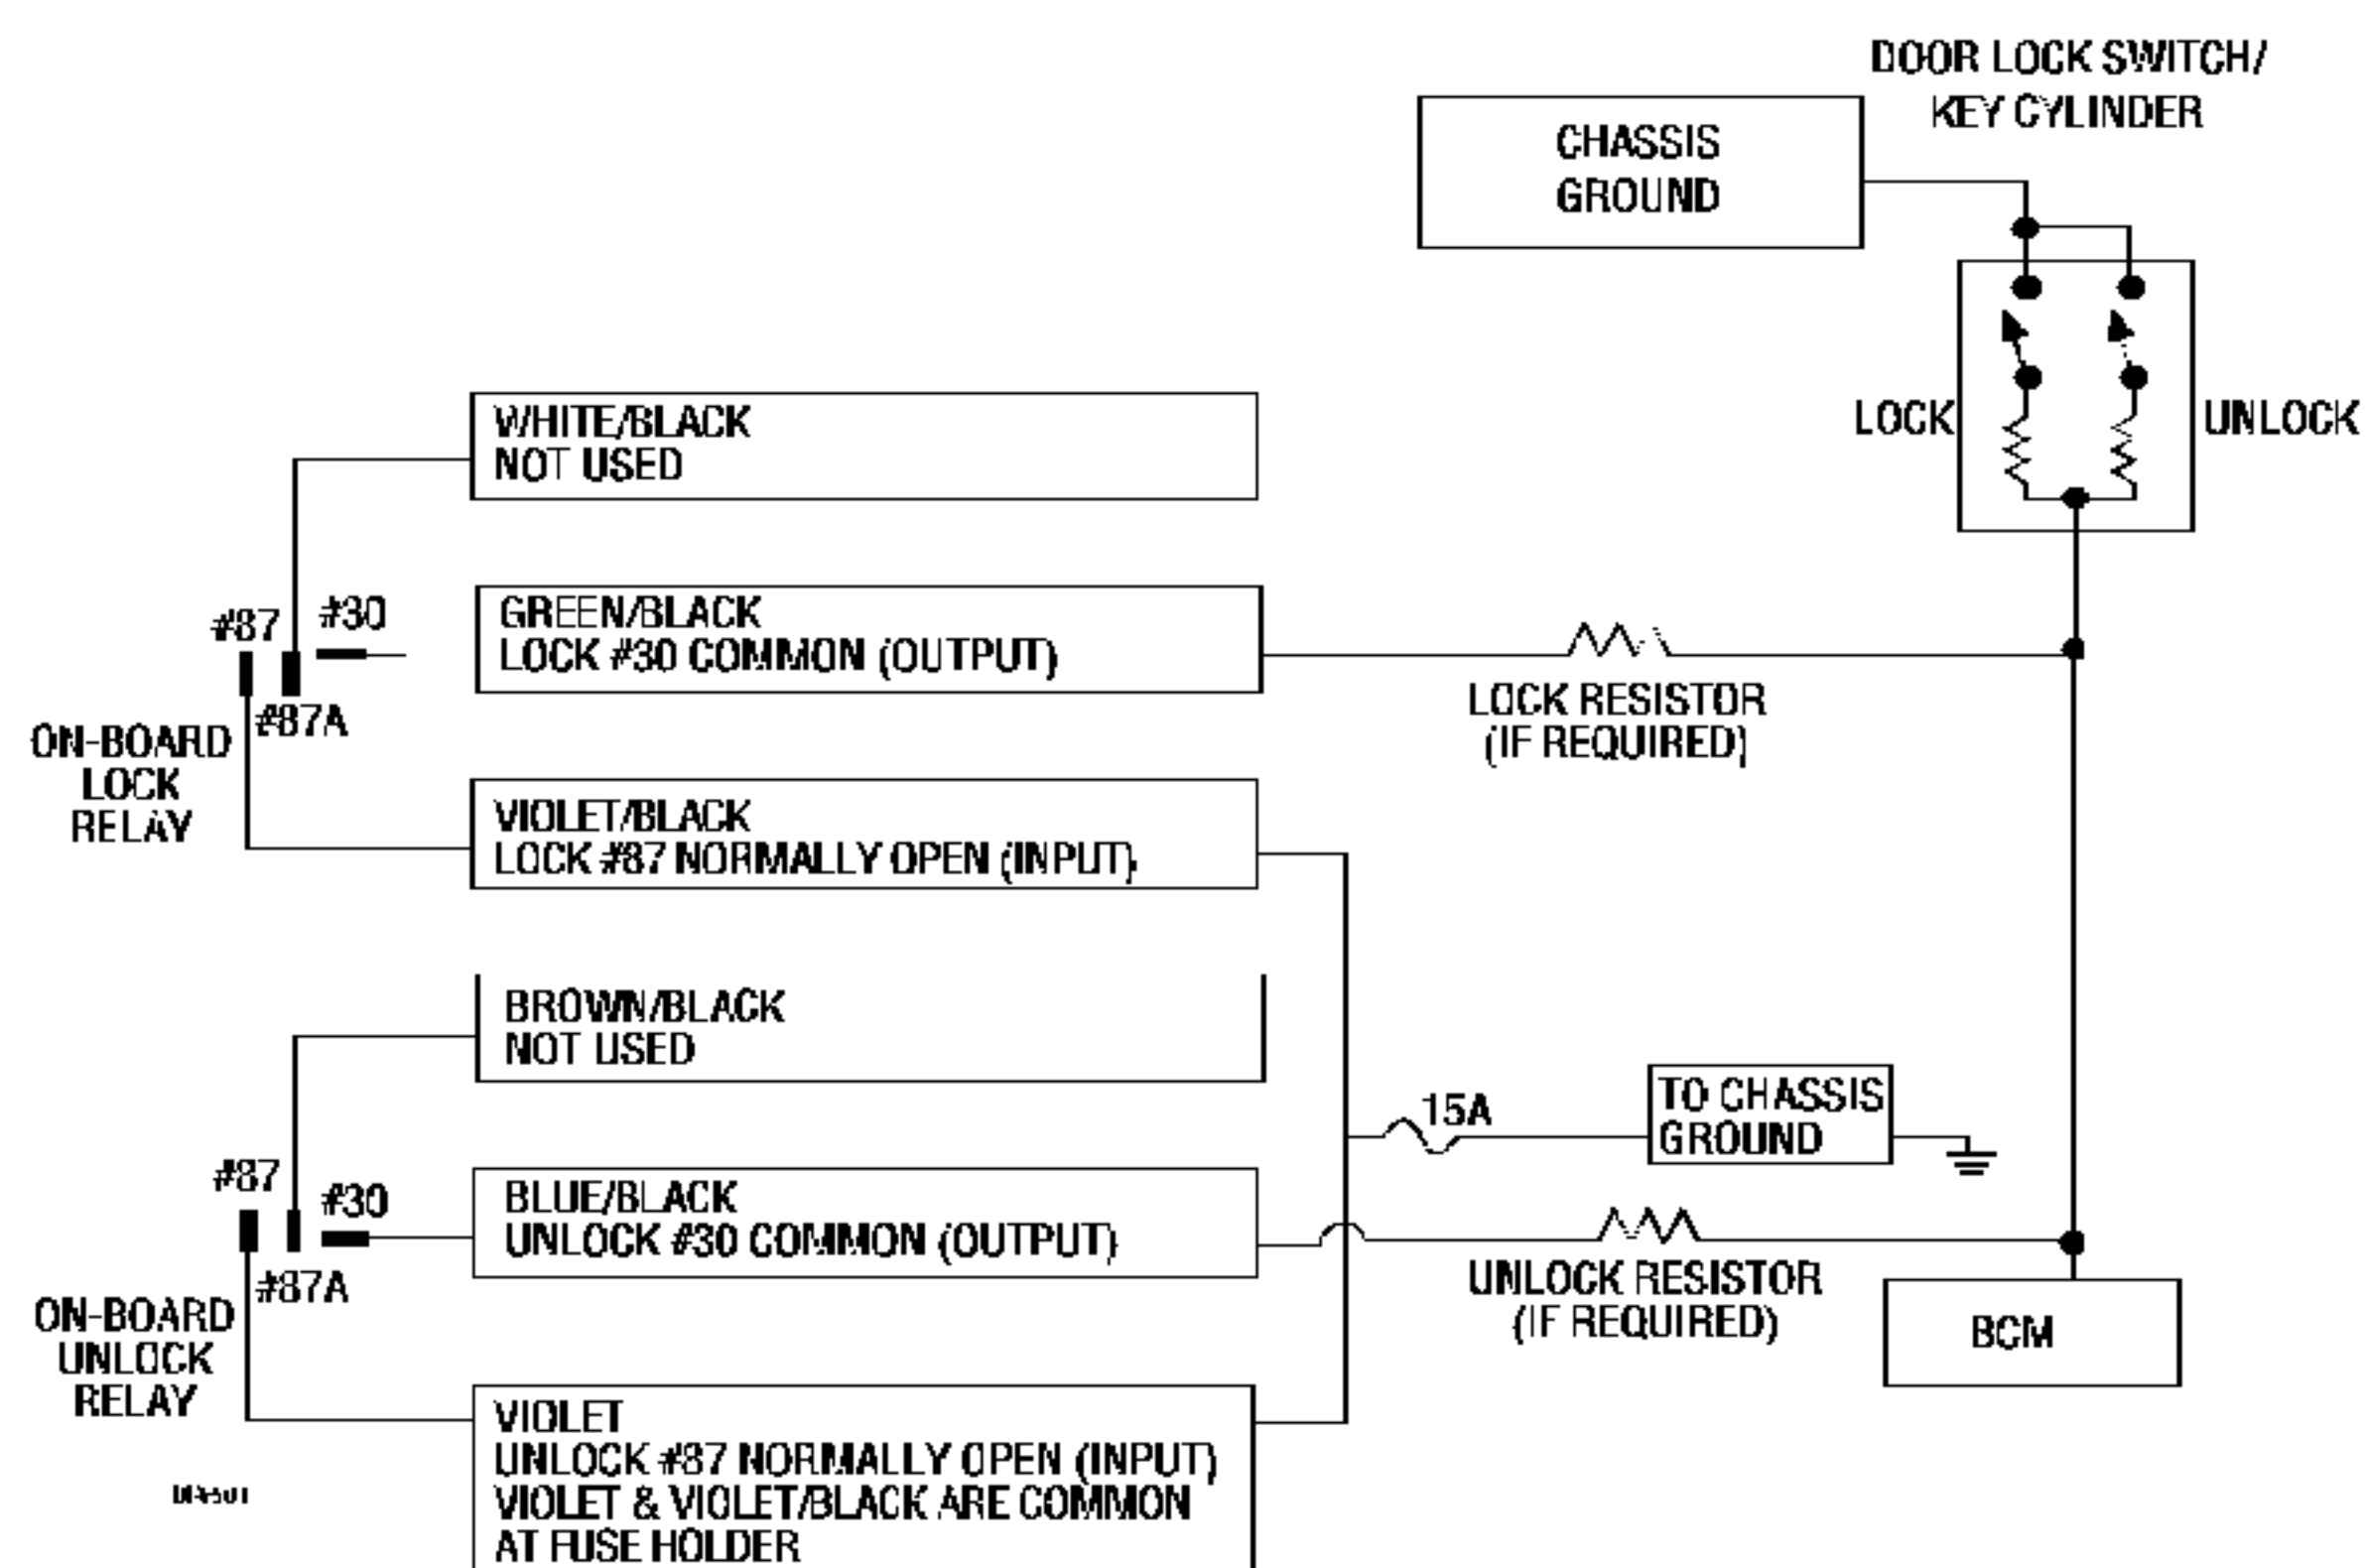 DOOR LOCK SWITCH/
KEY CYLINDER
CHASSIS
GROUND
LOCK
UNLOCK
WHITE/BLACK
NOT USED
#87
#30
#87A
GREEN/BLACK
LOCK #30 COMMON (OUTPUT)
LOCK RESISTOR
(IF REQUIRED)
ON-BOARD
LOCK
RELAY
VIOLET/BLACK
LOCK #87 NORMALLY OPEN (INPUT)
BROWN/BLACK
NOT USED
15A
TO CHASSIS
GROUND
#87
#30
#87A
BLUE/BLACK
UNLOCK #30 COMMON (OUTPUT)
UNLOCK RESISTOR
(IF REQUIRED)
BCM
ON-BOARD
UNLOCK
RELAY
VIOLET
UNLOCK #87 NORMALLY OPEN (INPUT)
VIOLET & VIOLET/BLACK ARE COMMON
AT FUSE HOLDER